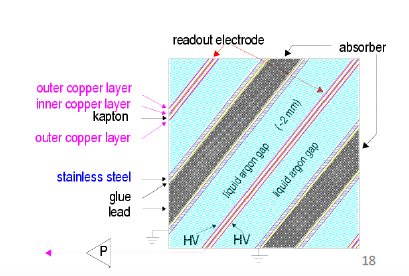 readout electrode
absorber
outer copper layer
inner copper layer
kapton
outer copper layer
stainless steel
glue
lead
(~2 mm)
liquid argon gap
liquid argon gap
HV
HV
P
18